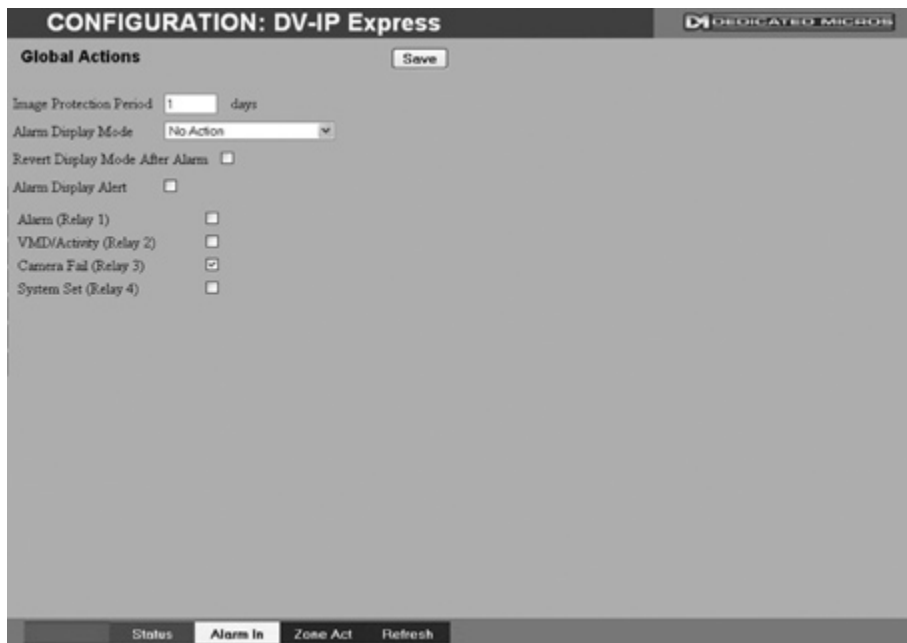 CONFIGURATION: DV-IP Express
DEDICATED MICROS
Global Actions
Save
Image Protection Period 1 days
Alarm Display Mode No Action
Revert Display Mode After Alarm
Alarm Display Alert
Alarm (Relay 1)
VMD/Activity (Relay 2)
Camera Fail (Relay 3)
System Set (Relay 4)
Status Alarm In Zone Act Refresh